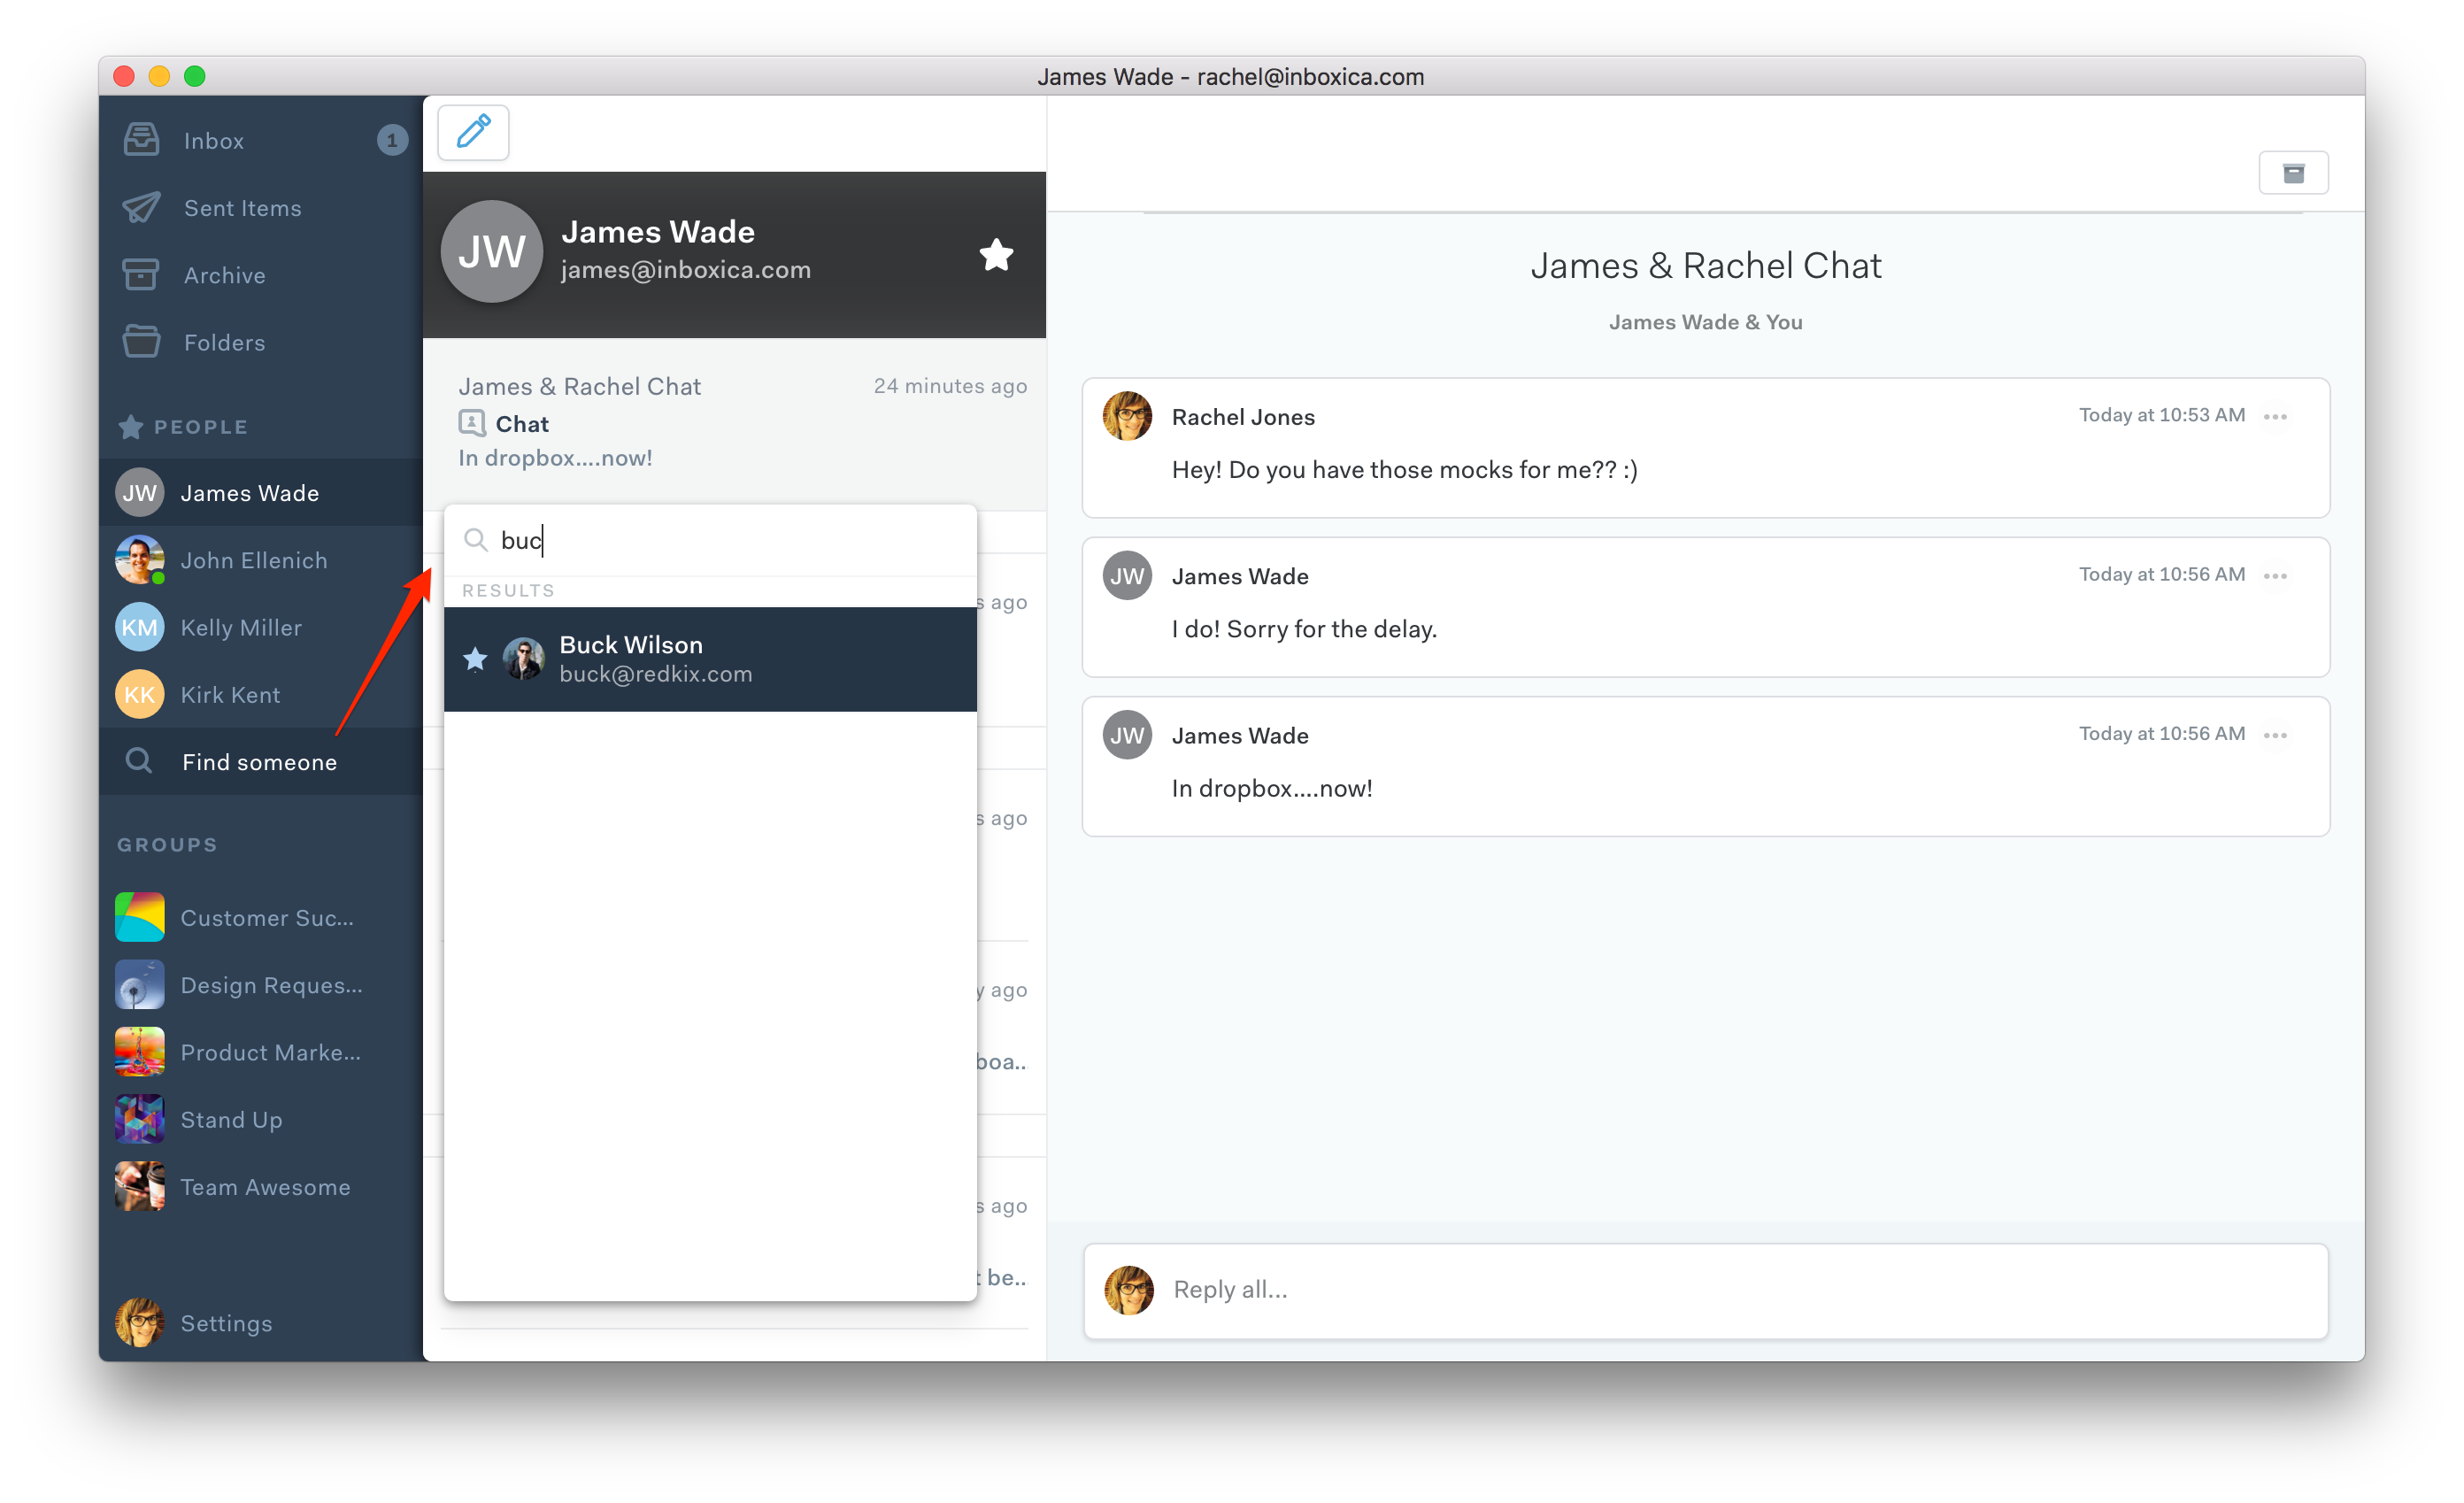 James Wade - rachel@inboxica.com
Inbox
1
Sent Items
Archive
Folders
PEOPLE
JW
James Wade
John Ellenich
KM
Kelly Miller
KK
Kirk Kent
Find someone
GROUPS
Customer Suc...
Design Reques...
Product Marke...
Stand Up
Team Awesome
Settings
JW
James Wade
james@inboxica.com
James & Rachel Chat
24 minutes ago
Chat
In dropbox....now!
buc
RESULTS
Buck Wilson
buck@redkix.com
s ago
s ago
y ago
boa..
s ago
t be..
James & Rachel Chat
James Wade & You
Rachel Jones
Today at 10:53 AM
Hey! Do you have those mocks for me?? :)
JW
James Wade
Today at 10:56 AM
I do! Sorry for the delay.
JW
James Wade
Today at 10:56 AM
In dropbox....now!
Reply all...